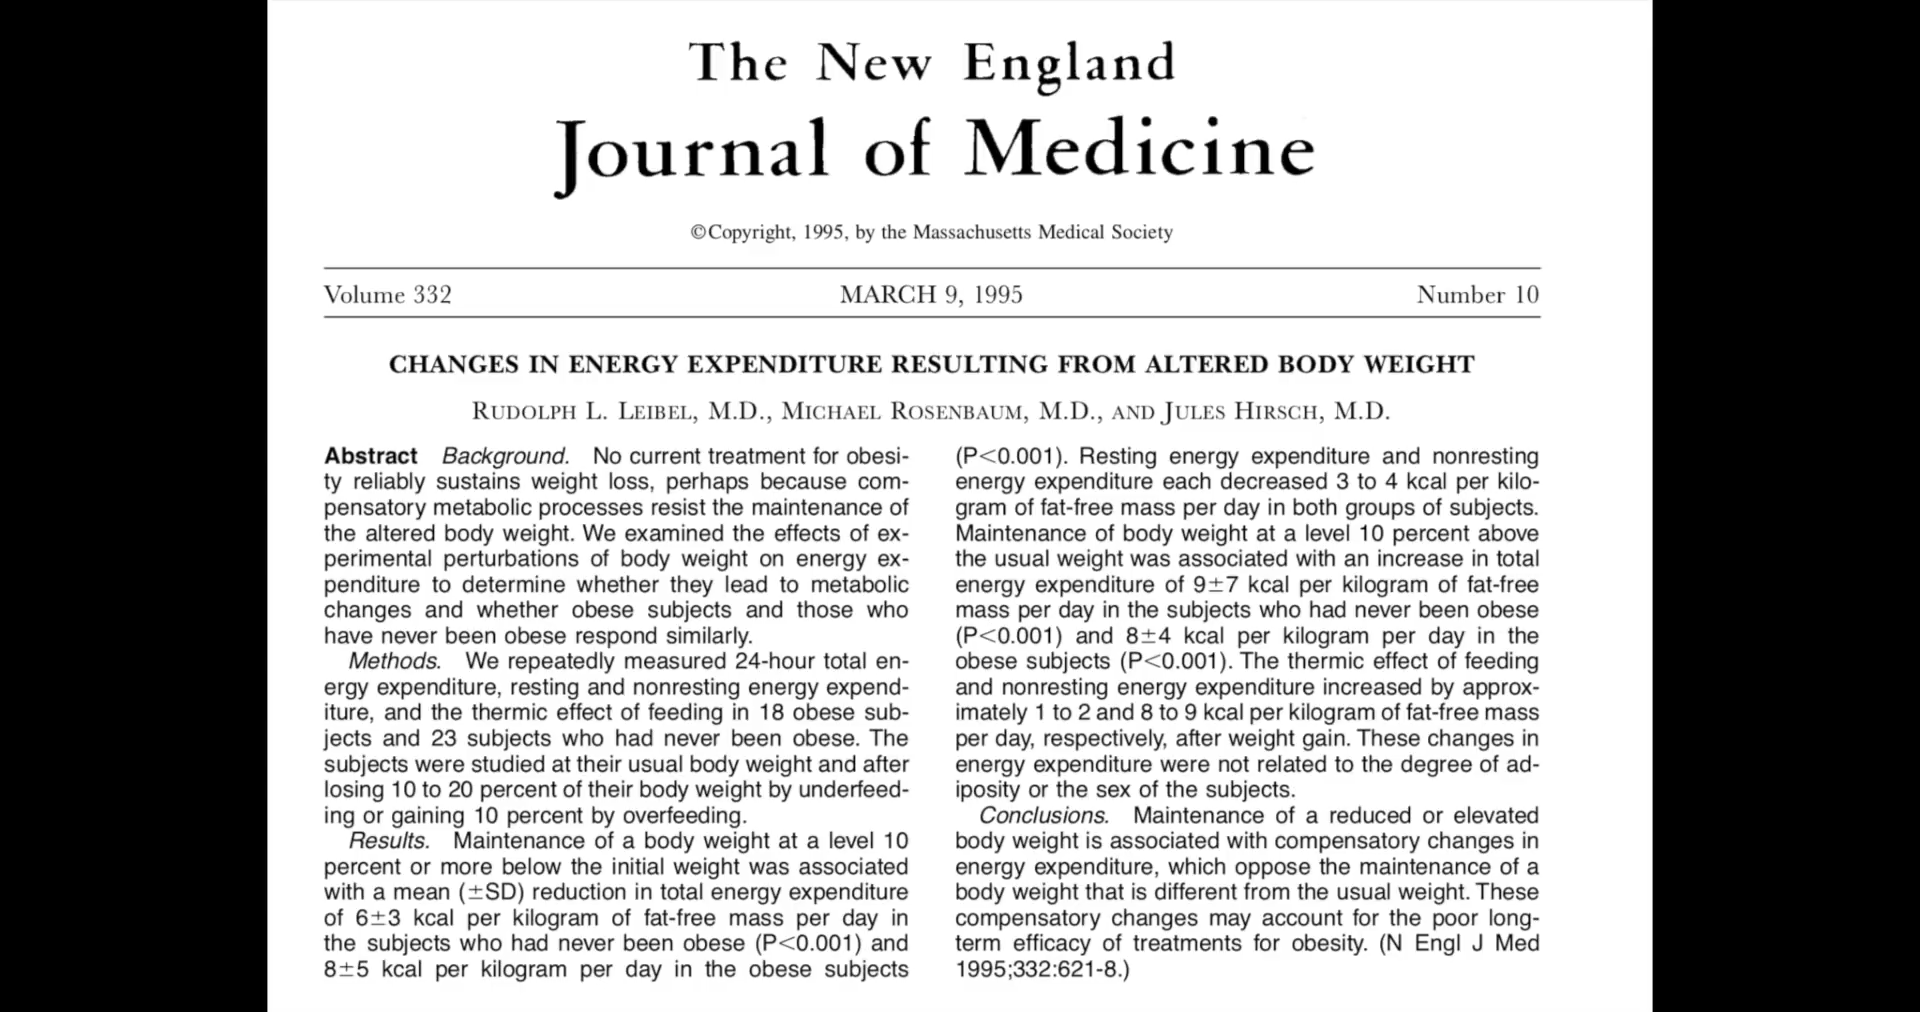 The New England
Journal of Medicine
©Copyright, 1995, by the Massachusetts Medical Society
Volume 332 MARCH 9, 1995 Number 10
CHANGES IN ENERGY EXPENDITURE RESULTING FROM ALTERED BODY WEIGHT
RUDOLPH L. LEIBEL, M.D., MICHAEL ROSENBAUM, M.D., AND JULES HIRSCH, M.D.
Abstract Background. No current treatment for obesi-
ty reliably sustains weight loss, perhaps because com-
pensatory metabolic processes resist the maintenance of
the altered body weight. We examined the effects of ex-
perimental perturbations of body weight on energy ex-
penditure to determine whether they lead to metabolic
changes and whether obese subjects and those who
have never been obese respond similarly.
Methods. We repeatedly measured 24-hour total en-
ergy expenditure, resting and nonresting energy expend-
iture, and the thermic effect of feeding in 18 obese sub-
jects and 23 subjects who had never been obese. The
subjects were studied at their usual body weight and after
losing 10 to 20 percent of their body weight by underfeed-
ing or gaining 10 percent by overfeeding.
Results. Maintenance of a body weight at a level 10
percent or more below the initial weight was associated
with a mean (±SD) reduction in total energy expenditure
of 6±3 kcal per kilogram of fat-free mass per day in
the subjects who had never been obese (P<0.001) and
8±5 kcal per kilogram per day in the obese subjects
(P<0.001). Resting energy expenditure and nonresting
energy expenditure each decreased 3 to 4 kcal per kilo-
gram of fat-free mass per day in both groups of subjects.
Maintenance of body weight at a level 10 percent above
the usual weight was associated with an increase in total
energy expenditure of 9±7 kcal per kilogram of fat-free
mass per day in the subjects who had never been obese
(P<0.001) and 8±4 kcal per kilogram per day in the
obese subjects (P<0.001). The thermic effect of feeding
and nonresting energy expenditure increased by approx-
imately 1 to 2 and 8 to 9 kcal per kilogram of fat-free mass
per day, respectively, after weight gain. These changes in
energy expenditure were not related to the degree of ad-
iposity or the sex of the subjects.
Conclusions. Maintenance of a reduced or elevated
body weight is associated with compensatory changes in
energy expenditure, which oppose the maintenance of a
body weight that is different from the usual weight. These
compensatory changes may account for the poor long-
term efficacy of treatments for obesity. (N Engl J Med
1995;332:621-8.)